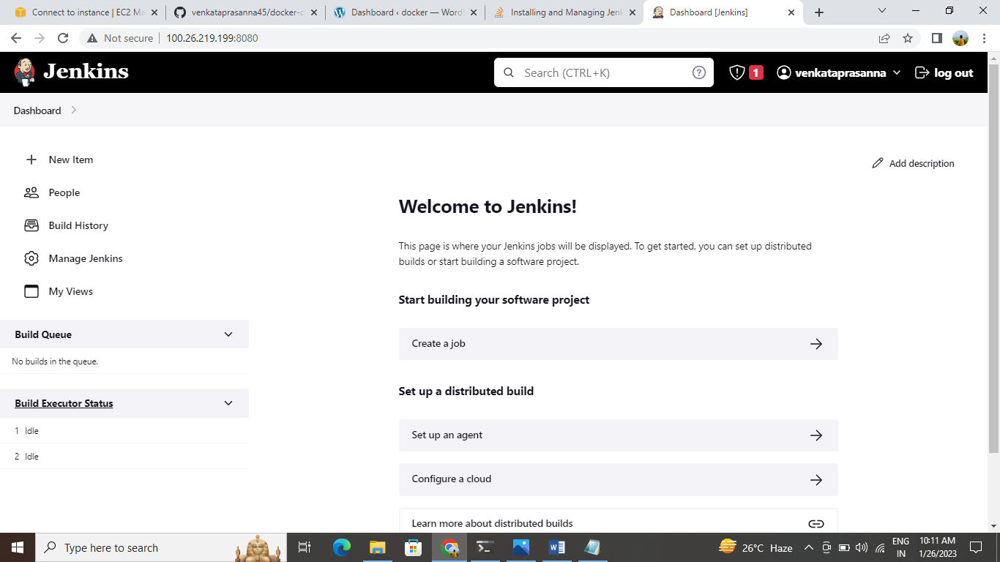 Connect to instance | EC2 Ma
venkataprasanna45/docker-c
Dashboard ‹ docker — Word
Installing and Managing Jenk
Dashboard [Jenkins]
Not secure 100.26.219.199:8080
Jenkins
Search (CTRL+K)
1
venkataprasanna
log out
Dashboard
New Item
Add description
People
Build History
Manage Jenkins
My Views
Build Queue
No builds in the queue.
Build Executor Status
1 Idle
2 Idle
Welcome to Jenkins!
This page is where your Jenkins jobs will be displayed. To get started, you can set up distributed
builds or start building a software project.
Start building your software project
Create a job
Set up a distributed build
Set up an agent
Configure a cloud
Learn more about distributed builds
Type here to search
26°C Haze
ENG
IN
10:11 AM
1/26/2023